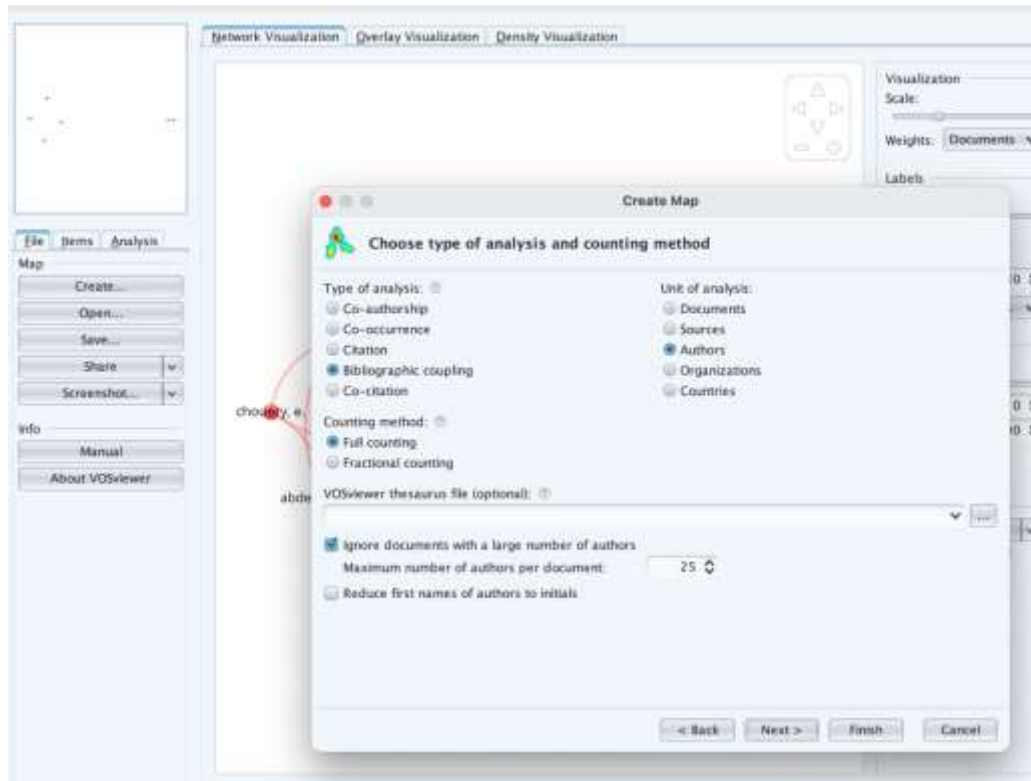 Network Visualization Overlay Visualization Density Visualization
Visualization
Scale:
Weights: Documents
Labels
File Items Analysis
Map
Create...
Open...
Save...
Share
Screenshot...
Info
Manual
About VOSviewer
Create Map
Choose type of analysis and counting method
Type of analysis:
Co-authorship
Co-occurrence
Citation
Bibliographic coupling
Co-citation
Unit of analysis:
Documents
Sources
Authors
Organizations
Countries
Counting method:
Full counting
Fractional counting
VOSviewer thesaurus file (optional):
...
Ignore documents with a large number of authors
Maximum number of authors per document: 25
Reduce first names of authors to initials
< Back Next > Finish Cancel
abde